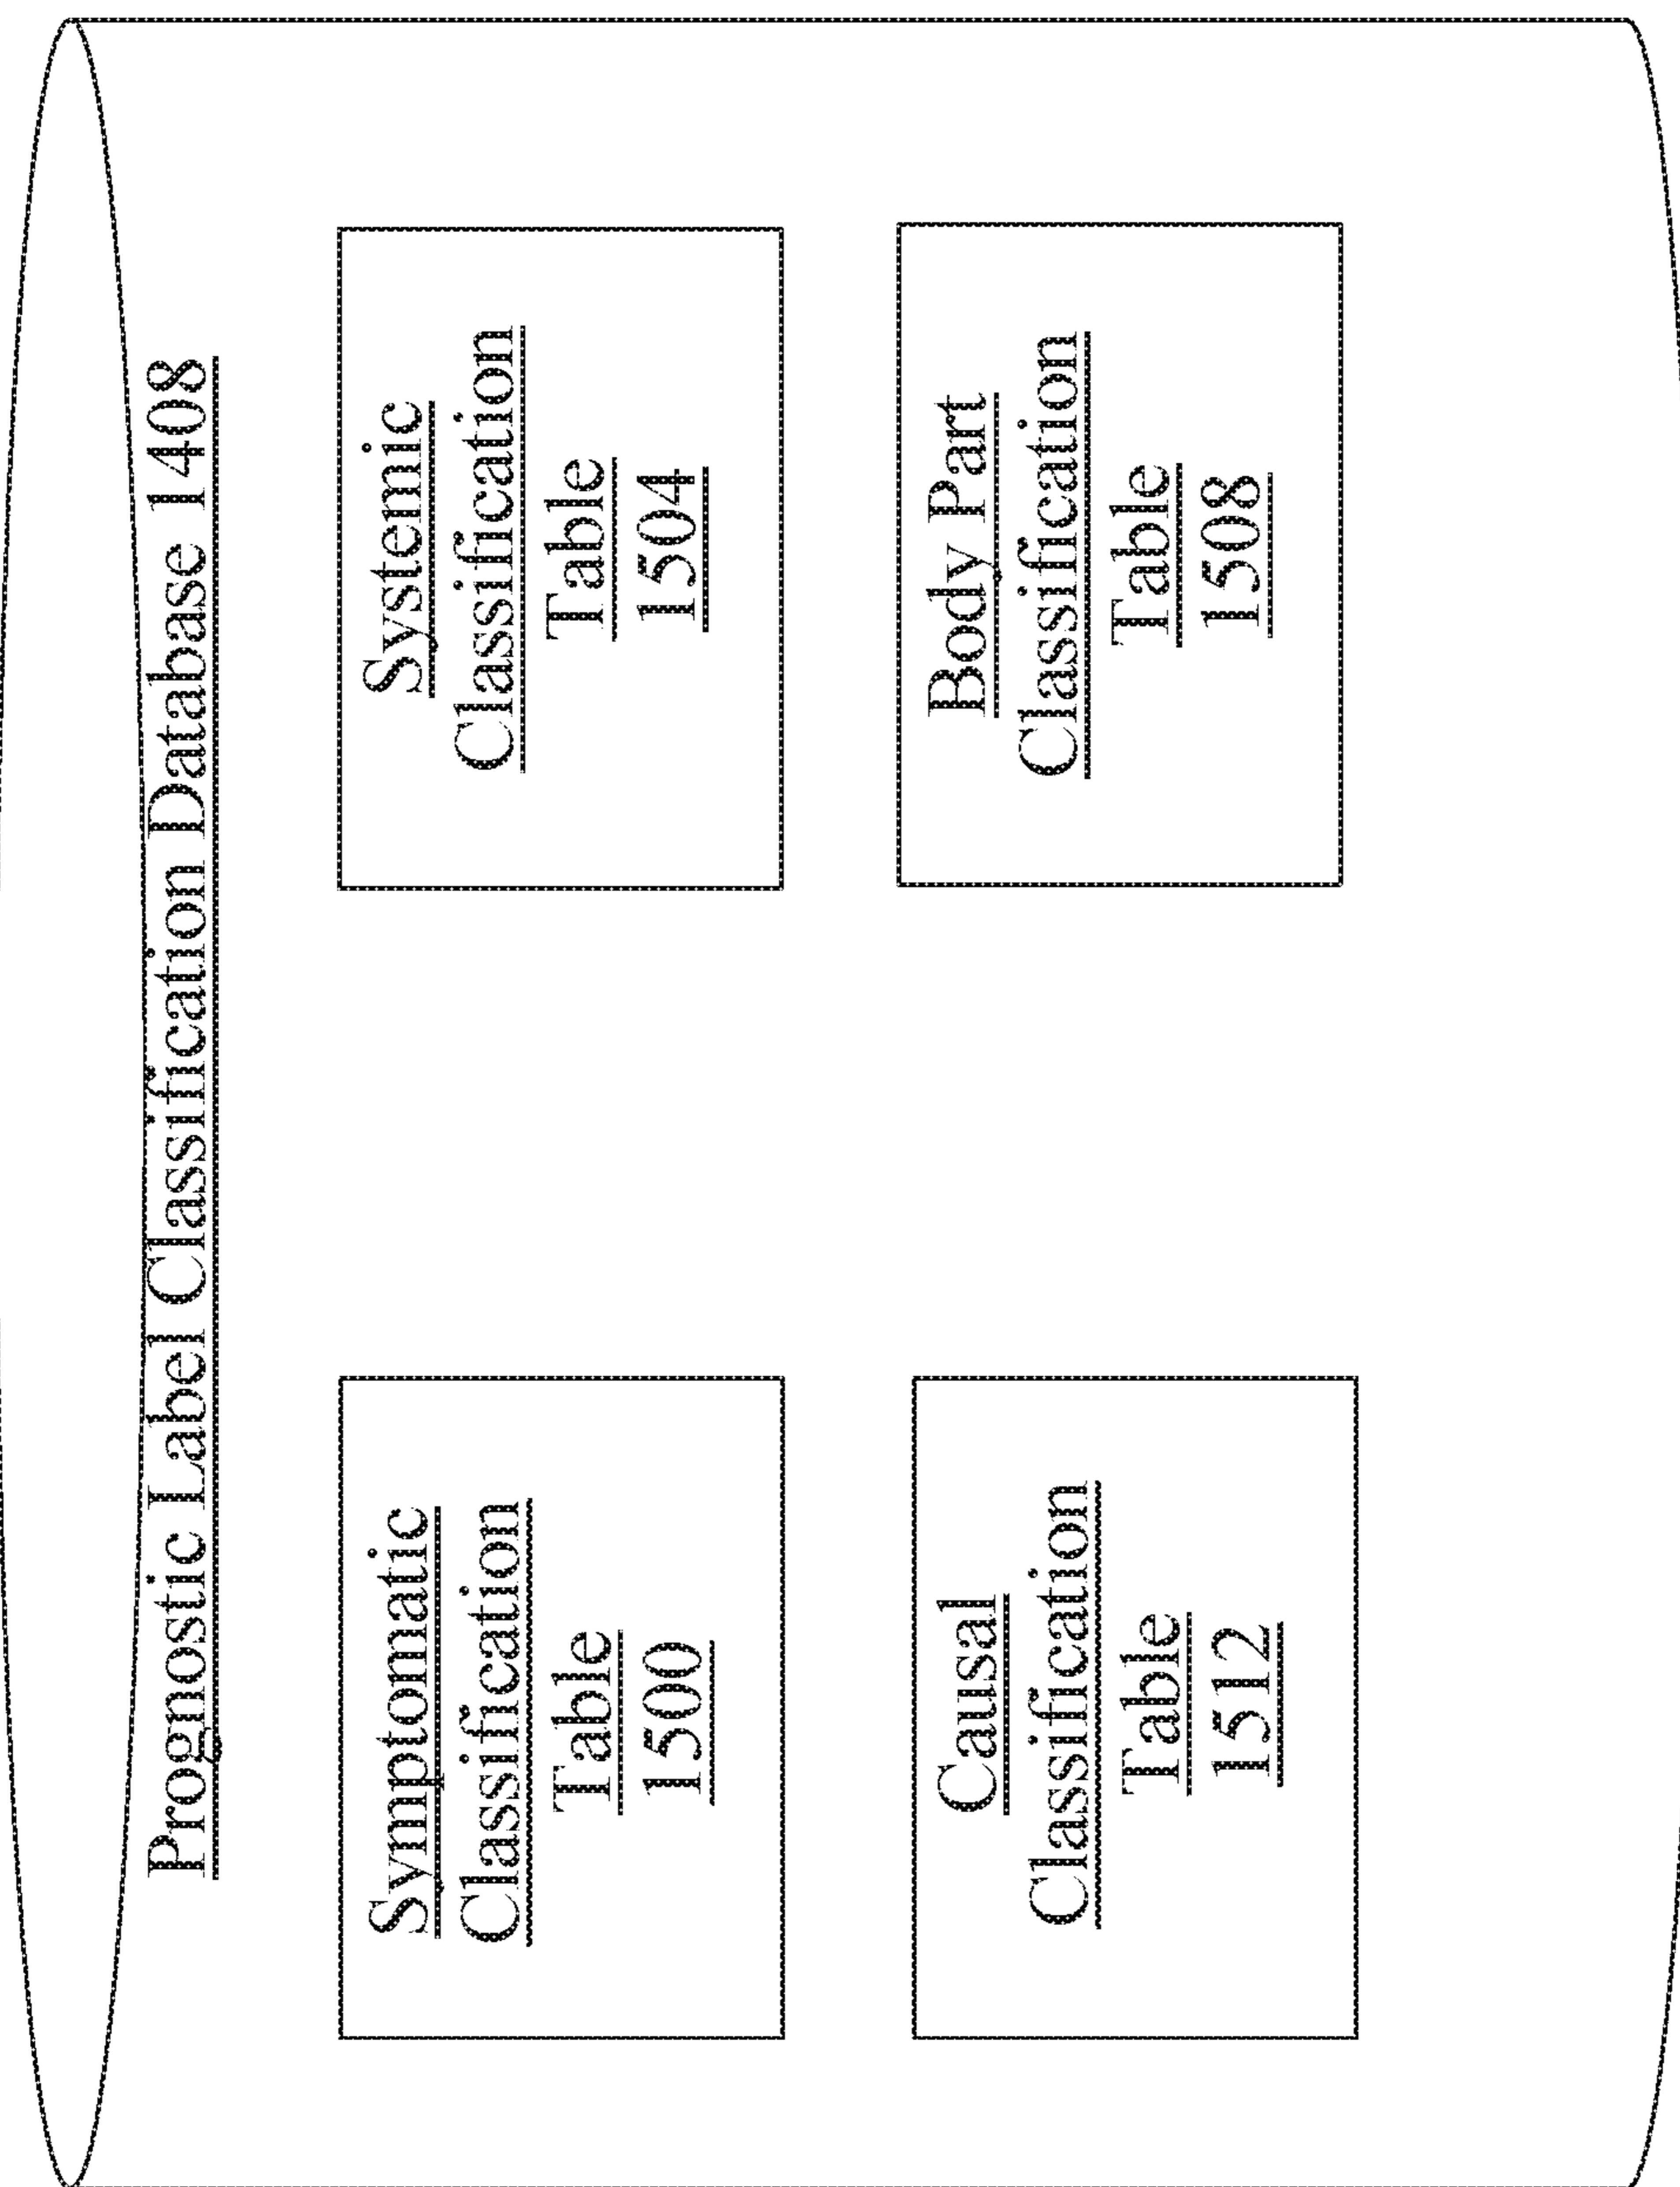 Prognostic Label Classification Database 1408
Symptomatic
Classification
Table
1500
Systemic
Classification
Table
1504
Causal
Classification
Table
1512
Body Part
Classification
Table
1508